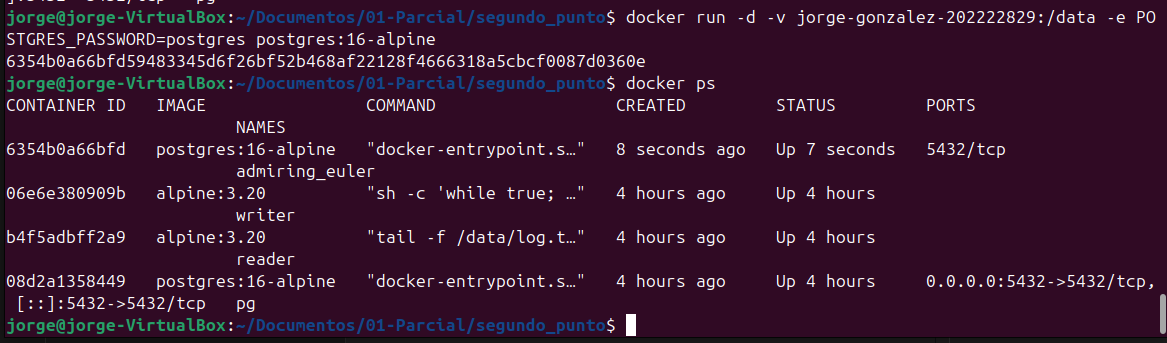 jorge@jorge-VirtualBox:~/Documentos/01-Parcial/segundo_punto$ docker run -d -v jorge-gonzalez-202222829:/data -e PO
STGRES_PASSWORD=postgres postgres:16-alpine
6354b0a66bfd59483345d6f26bf52b468af22128f4666318a5cbcf0087d0360e
jorge@jorge-VirtualBox:~/Documentos/01-Parcial/segundo_punto$ docker ps
CONTAINER ID   IMAGE                COMMAND                  CREATED         STATUS         PORTS
                       NAMES
6354b0a66bfd   postgres:16-alpine   "docker-entrypoint.s…"   8 seconds ago   Up 7 seconds   5432/tcp
                       admiring_euler
06e6e380909b   alpine:3.20          "sh -c 'while true; …"   4 hours ago     Up 4 hours
                       writer
b4f5adbff2a9   alpine:3.20          "tail -f /data/log.t…"   4 hours ago     Up 4 hours
                       reader
08d2a1358449   postgres:16-alpine   "docker-entrypoint.s…"   4 hours ago     Up 4 hours     0.0.0.0:5432->5432/tcp,
 [::]:5432->5432/tcp   pg
jorge@jorge-VirtualBox:~/Documentos/01-Parcial/segundo_punto$